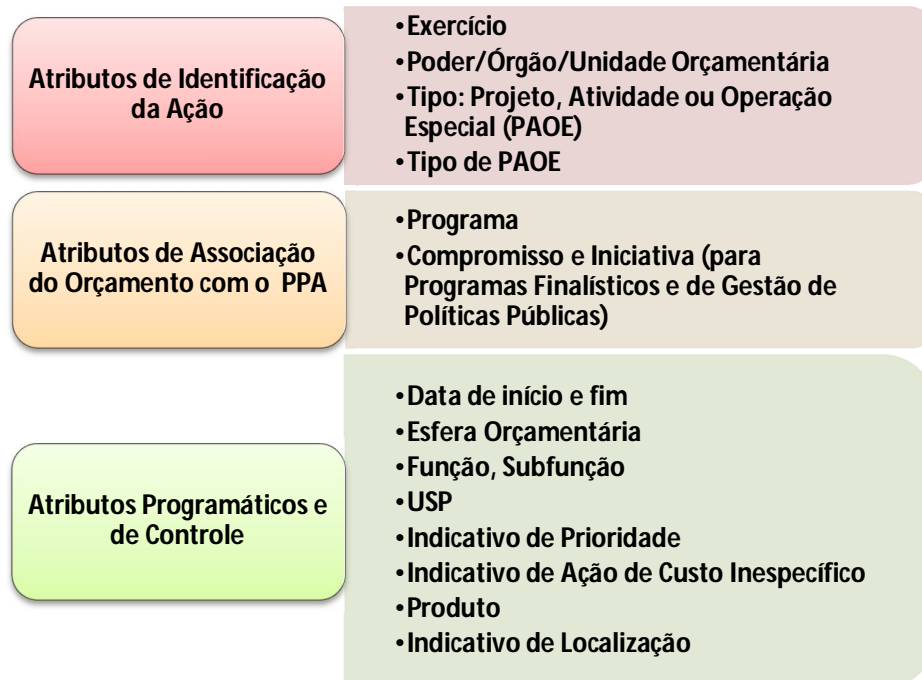 Atributos de Identificação
da Ação
•Exercício
•Poder/Órgão/Unidade Orçamentária
•Tipo: Projeto, Atividade ou Operação
Especial (PAOE)
•Tipo de PAOE
Atributos de Associação
do Orçamento com o PPA
•Programa
•Compromisso e Iniciativa (para
Programas Finalísticos e de Gestão de
Políticas Públicas)
Atributos Programáticos e
de Controle
•Data de início e fim
•Esfera Orçamentária
•Função, Subfunção
•USP
•Indicativo de Prioridade
•Indicativo de Ação de Custo Inespecífico
•Produto
•Indicativo de Localização